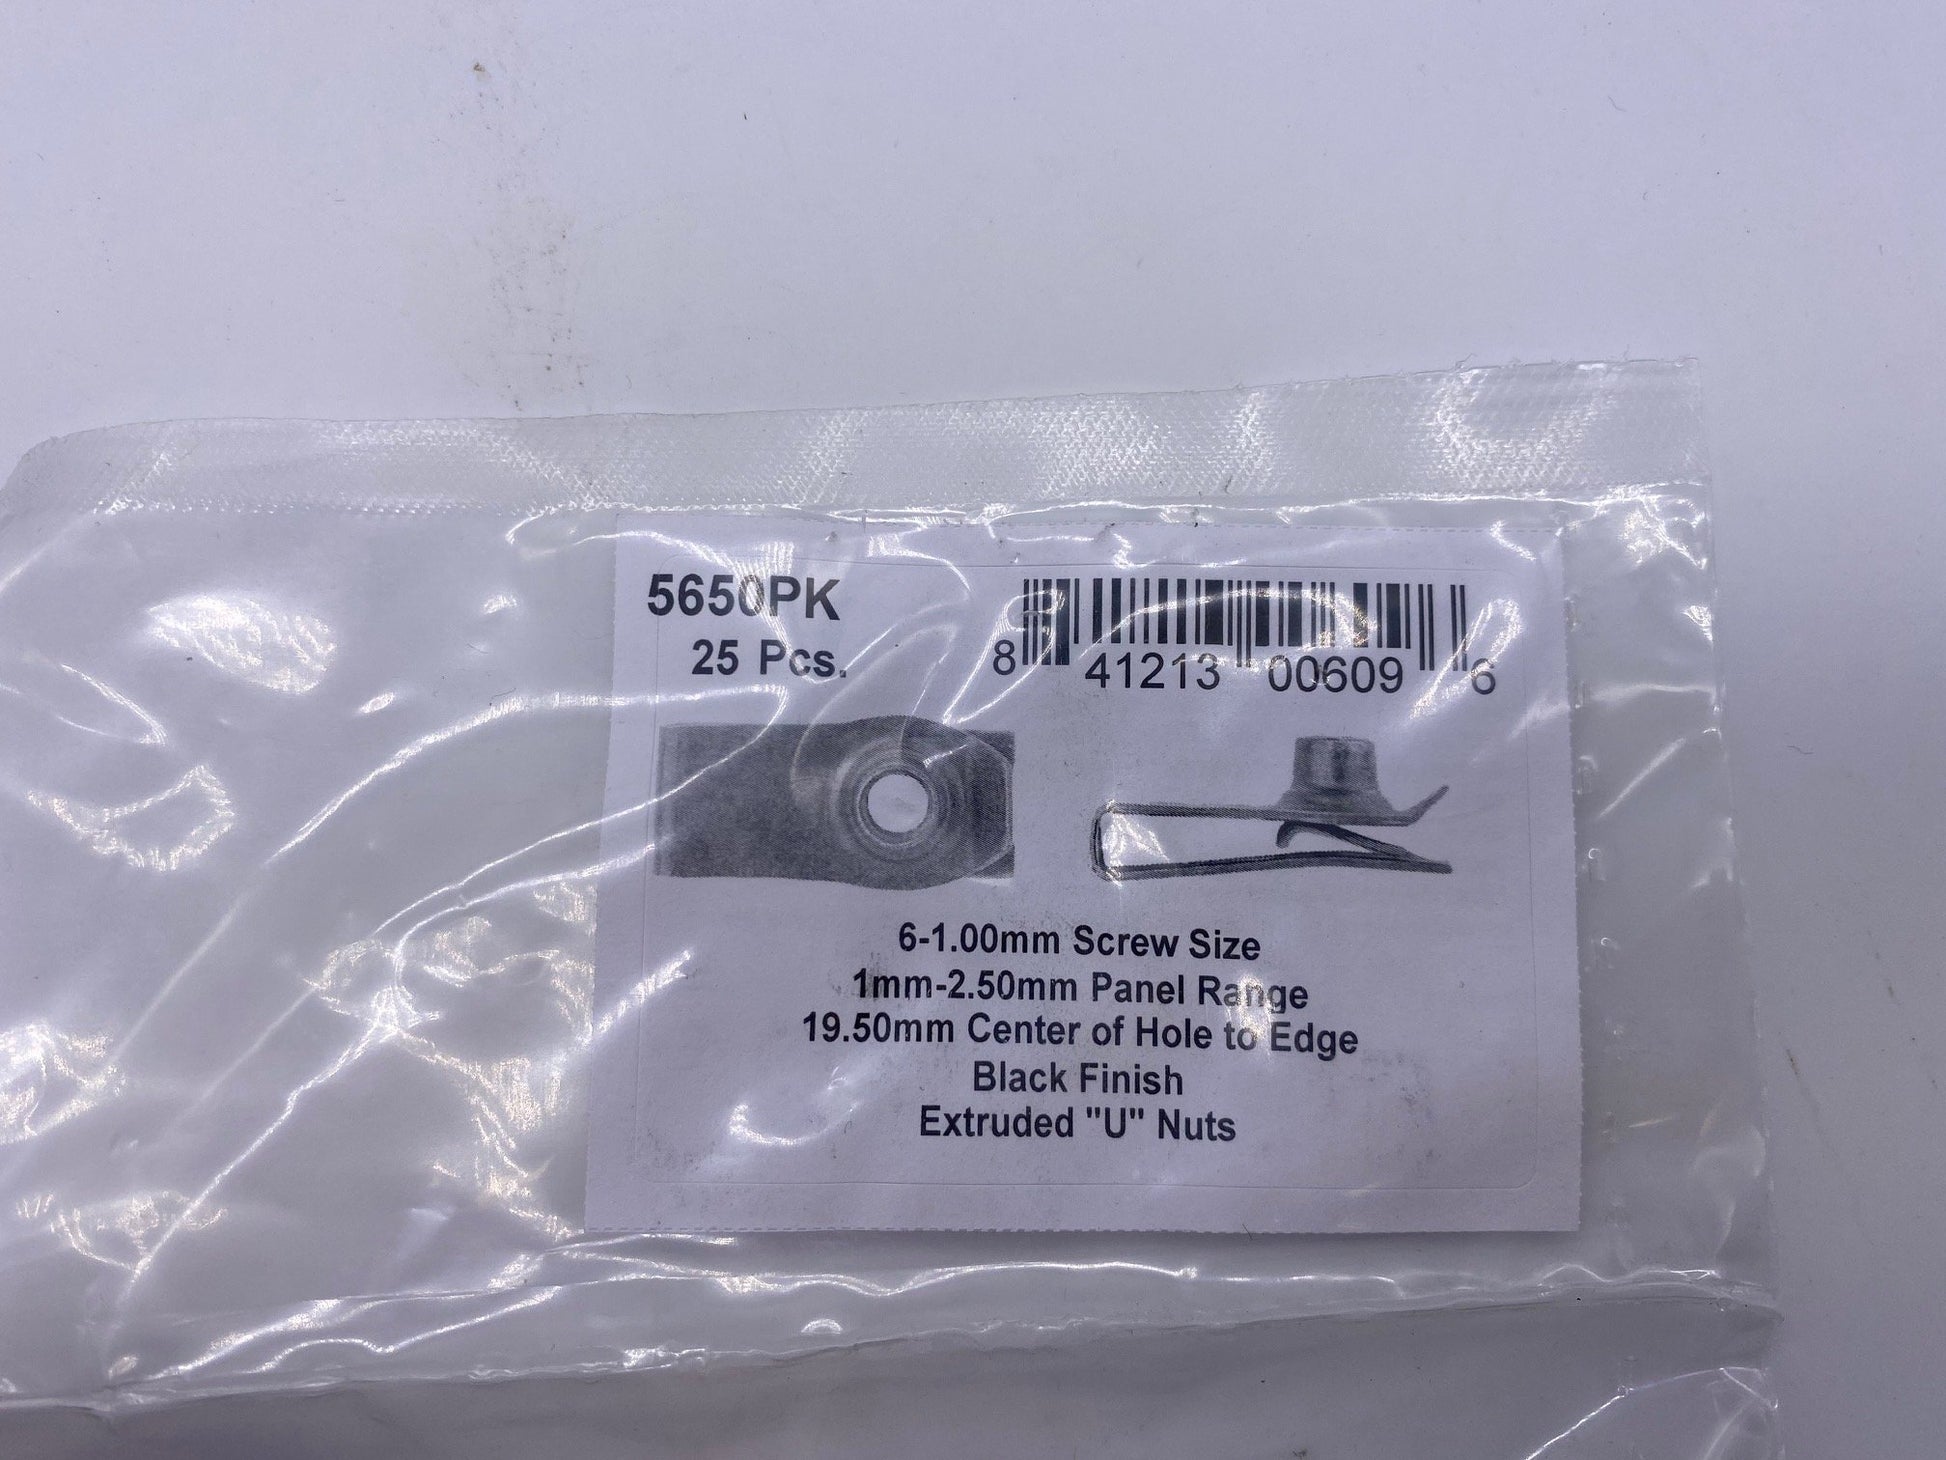 5650PK
25 Pcs.
8 41213 00609 6
6-1.00mm Screw Size
1mm-2.50mm Panel Range
19.50mm Center of Hole to Edge
Black Finish
Extruded "U" Nuts